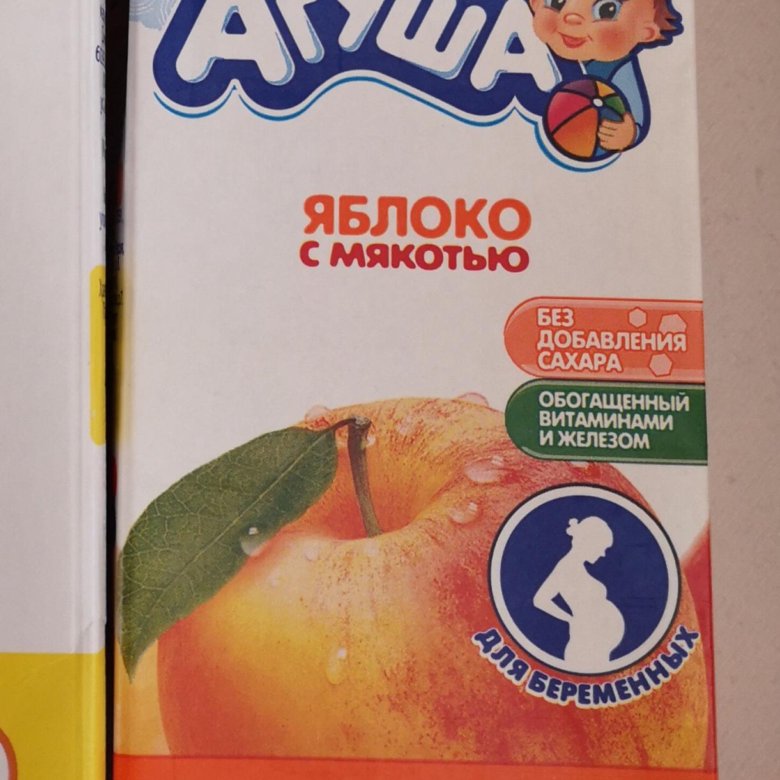 АГУША
ЯБЛОКО
С МЯКОТЬЮ
БЕЗ
ДОБАВЛЕНИЯ
САХАРА
ОБОГАЩЕННЫЙ
ВИТАМИНАМИ
И ЖЕЛЕЗОМ
ДЛЯ БЕРЕМЕННЫХ